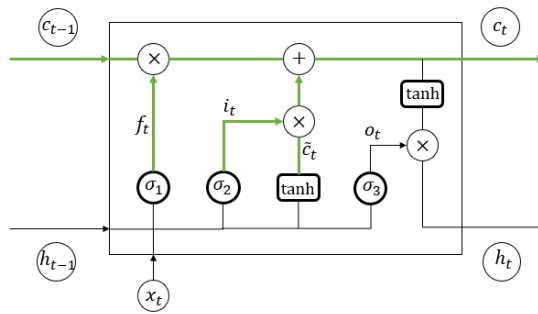 c_{t-1}
c_t
×
+
tanh
i_t
f_t
×
o_t
c̃_t
×
σ_1
σ_2
tanh
σ_3
h_{t-1}
h_t
x_t